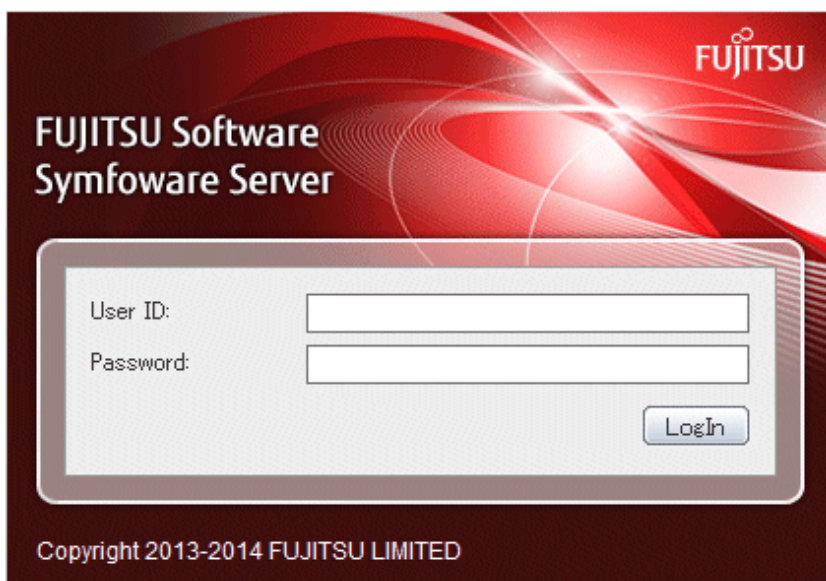 FUJITSU
FUJITSU Software
Symfoware Server
User ID:
Password:
LogIn
Copyright 2013-2014 FUJITSU LIMITED